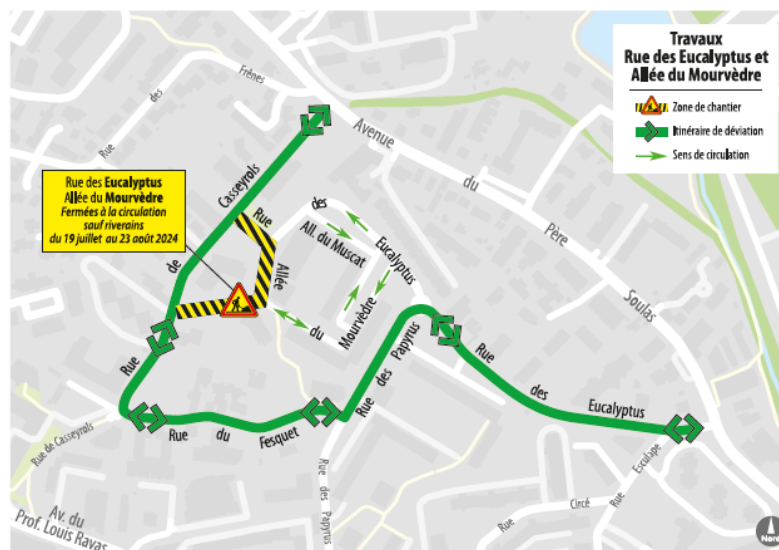 Travaux
Rue des Eucalyptus et
Allée du Mourvèdre
Zone de chantier
Itinéraire de déviation
Sens de circulation
Rue des Frênes
Avenue du Père Soulas
Rue des Eucalyptus
Allée du Mourvèdre
Fermées à la circulation
sauf riverains
du 19 juillet au 23 août 2024
Rue de Casseyrols
Rue des Eucalyptus
All. du Muscat
Allée du Mourvèdre
Rue des Papyrus
Rue des Eucalyptus
Rue du Fesquet
Rue de Casseyrols
Rue des Papyrus
Rue Esculape
Rue Circé
Av. du
Prof. Louis Ravas
Nord